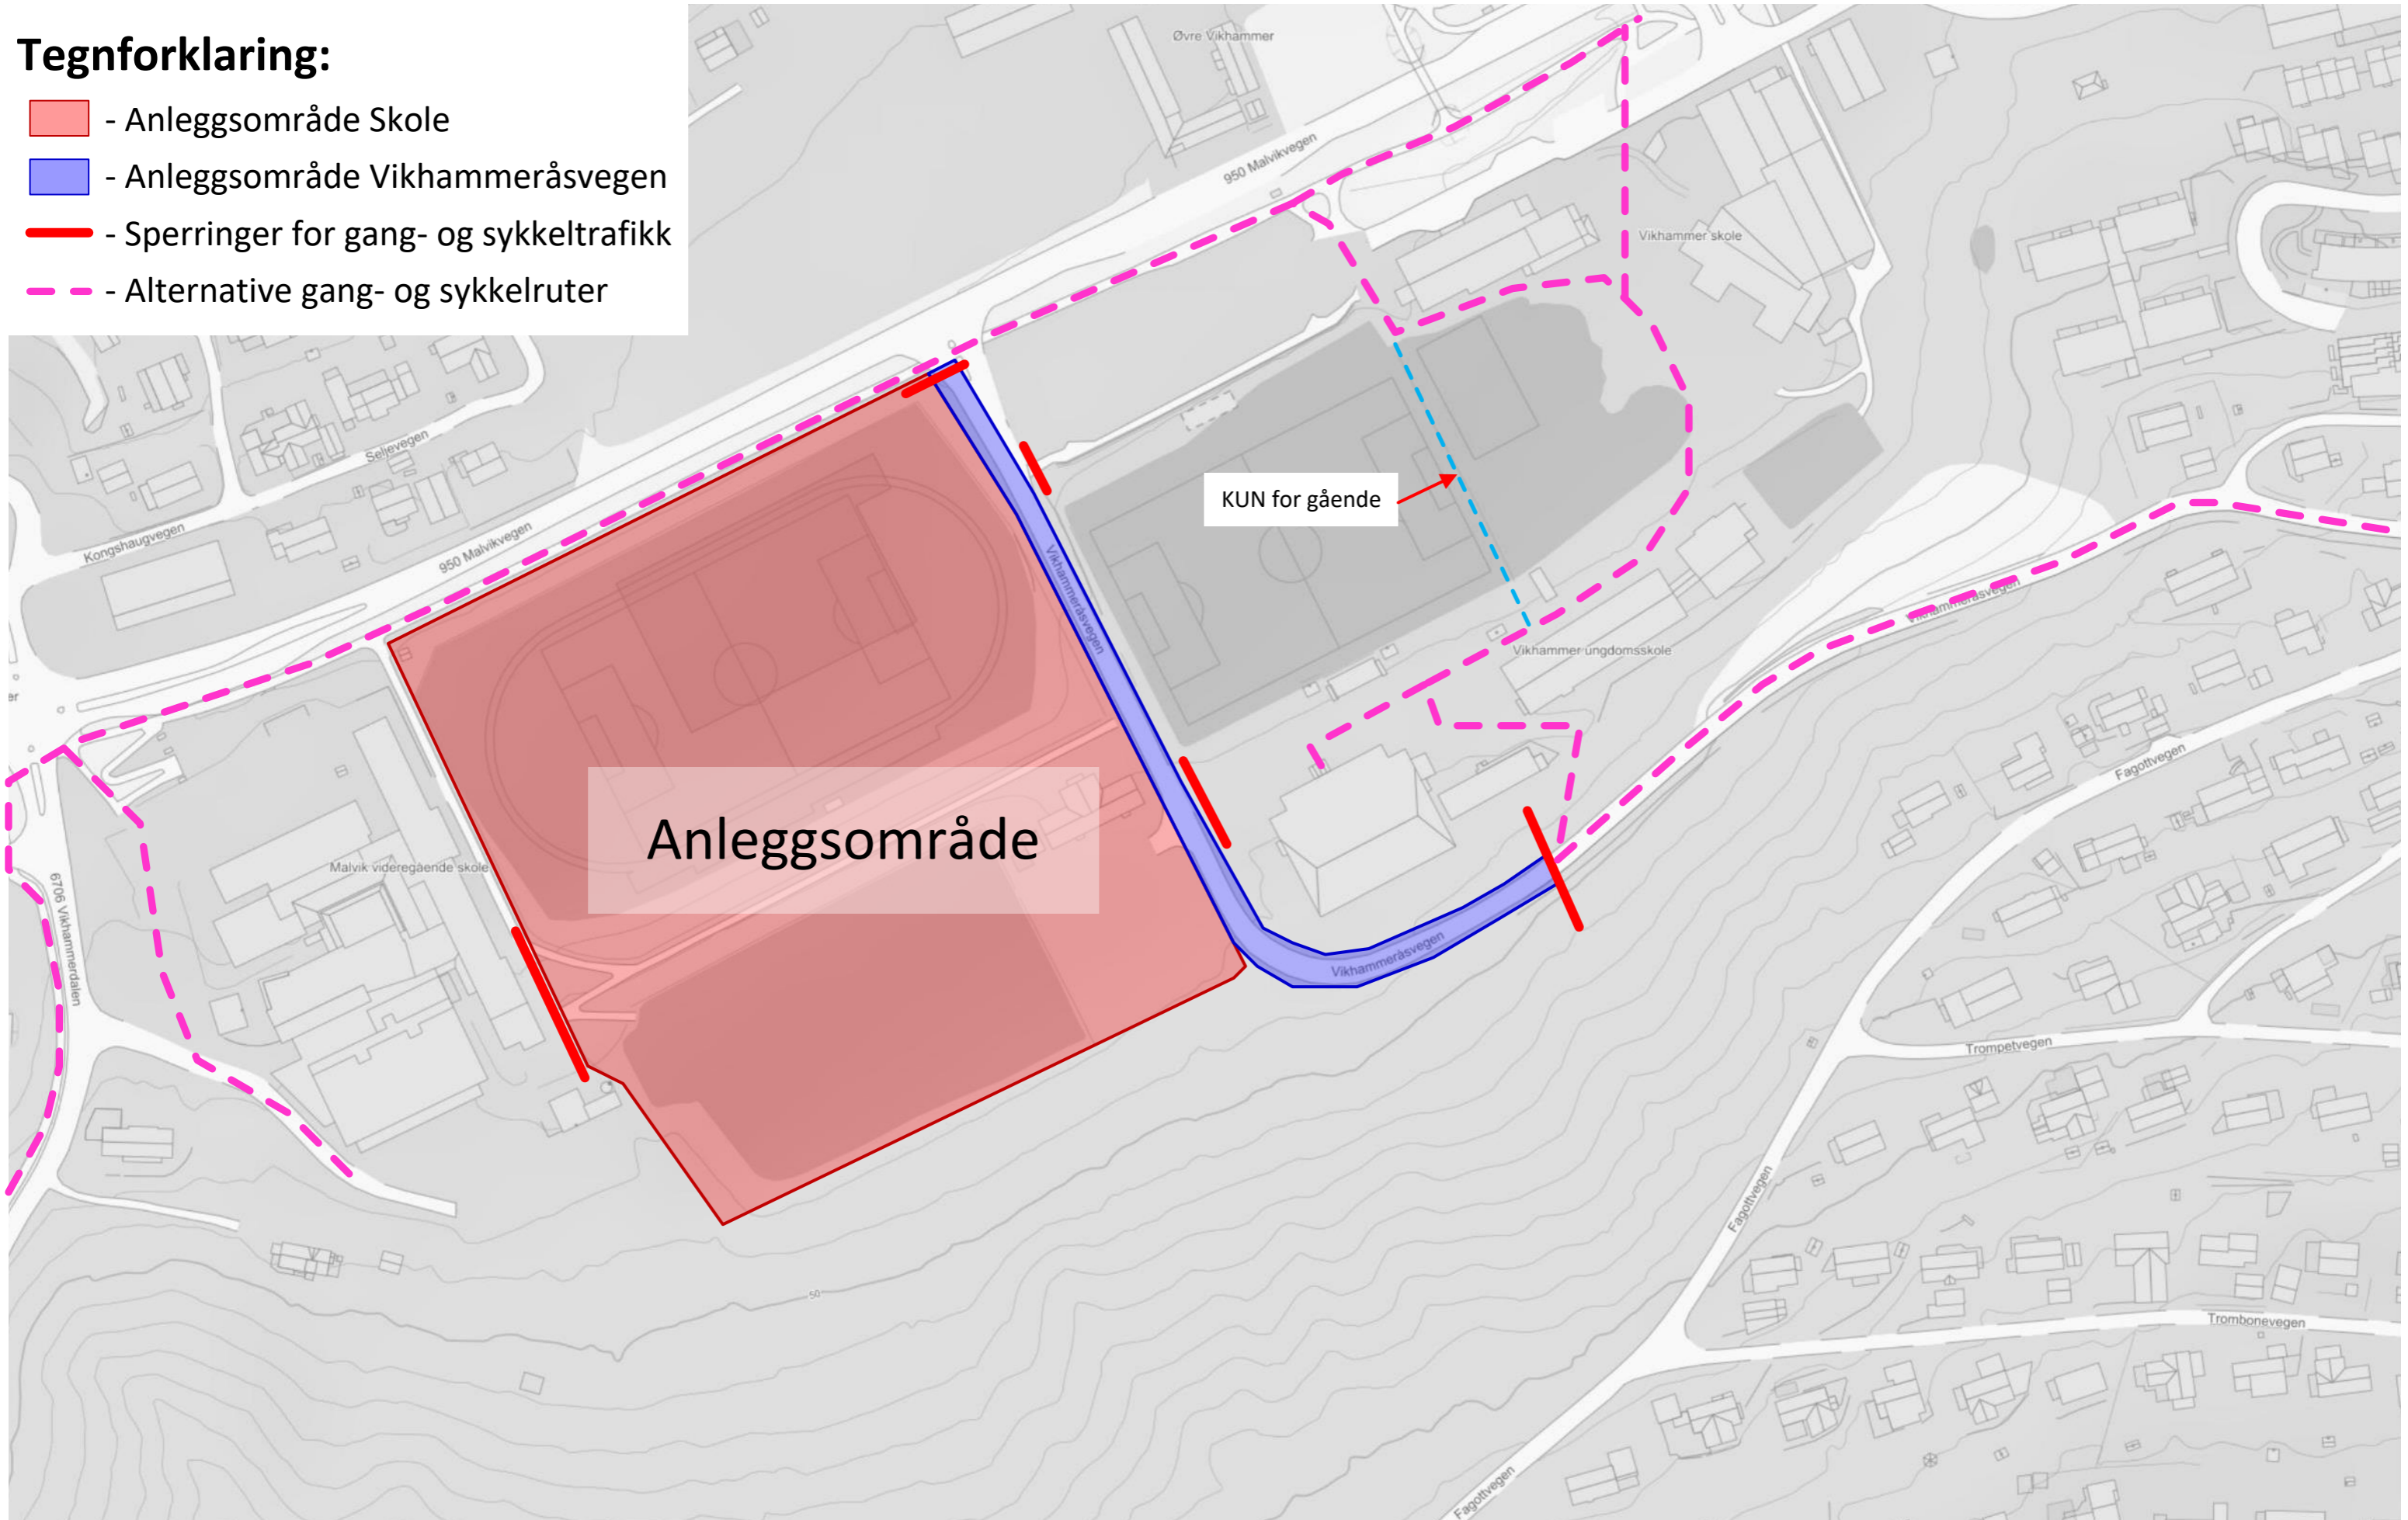 Tegnforklaring:
- Anleggsområde Skole
- Anleggsområde Vikhammeråsvegen
- Sperringer for gang- og sykkeltrafikk
- Alternative gang- og sykkelruter
Øvre Vikhammer
950 Malvikvegen
Vikhammer skole
Seljevegen
Kongshaugvegen
950 Malvikvegen
KUN for gående
Vikhammeråsvegen
Vikhammeråsvegen
Vikhammer ungdomsskole
er
Fagottvegen
Anleggsområde
Malvik videregående skole
6706 Vikhammerdalen
Vikhammeråsvegen
Trompetvegen
Fagottvegen
50
Trombonevegen
Fagottvegen